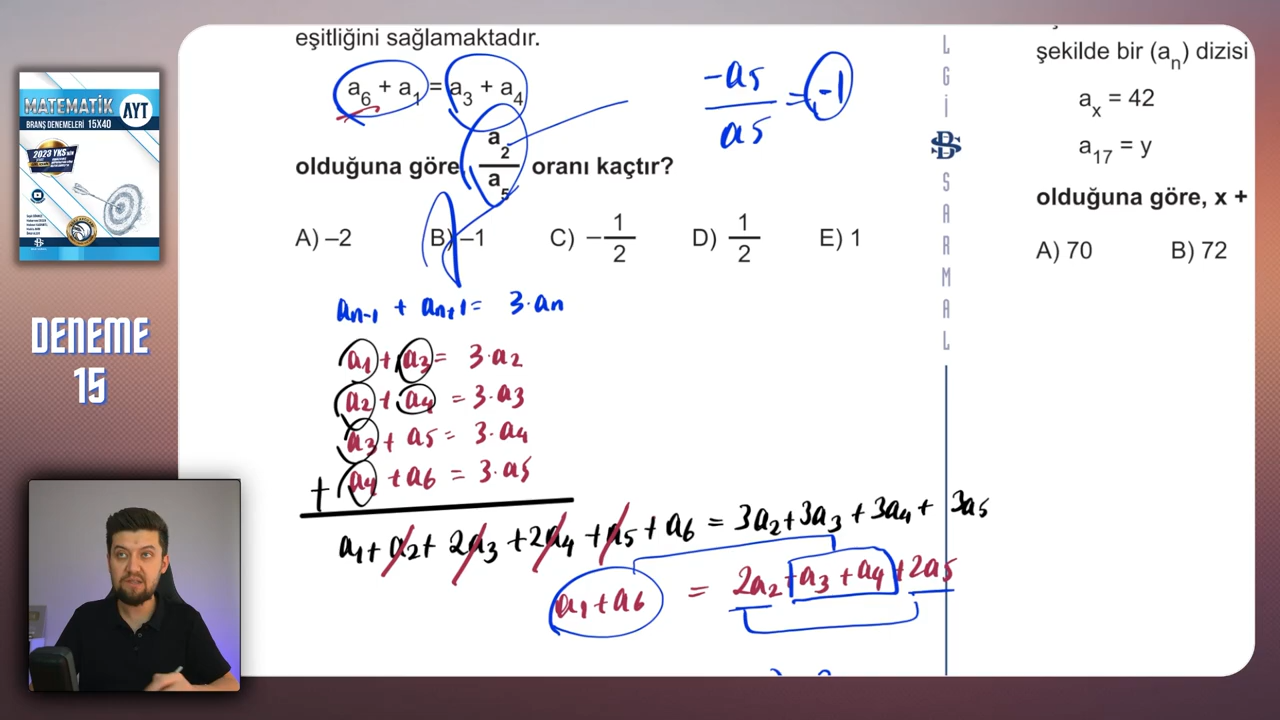 MATEMATİK AYT
BRANŞ DENEMELERİ 15X40
2023 YKS'nin
DENEME
15
eşitliğini sağlamaktadır.
a₆ + a₁ = a₃ + a₄
olduğuna göre, a₂/a₅ oranı kaçtır?
A) –2 B) –1 C) –1/2 D) 1/2 E) 1
-a5/a5 = -1
an-1 + an+1 = 3·an
a1 + a3 = 3·a2
a2 + a4 = 3·a3
a3 + a5 = 3·a4
+ a4 + a6 = 3·a5
a1 + a2 + 2a3 + 2a4 + a5 + a6 = 3a2 + 3a3 + 3a4 + 3a5
a1 + a6 = 2a2 + a3 + a4 + 2a5
L
G
İ
S
A
R
M
A
L
şekilde bir (aₙ) dizisi
aₓ = 42
a₁₇ = y
olduğuna göre, x +
A) 70 B) 72